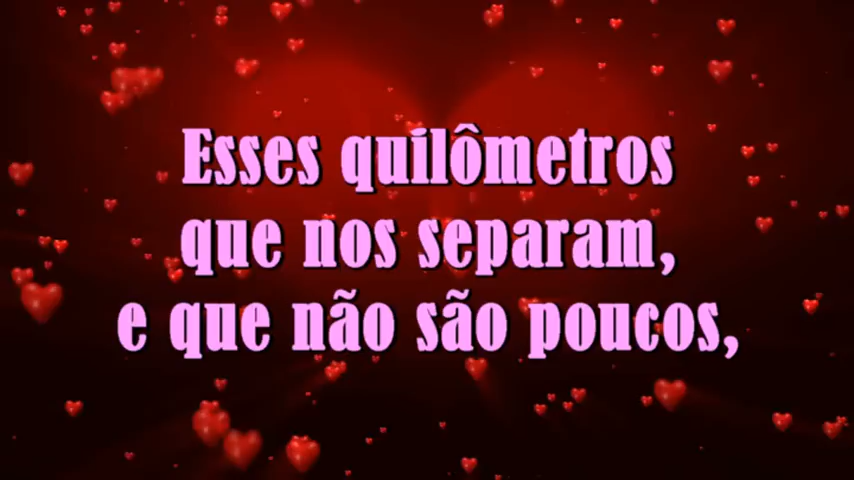 Esses quilômetros
que nos separam,
e que não são poucos,